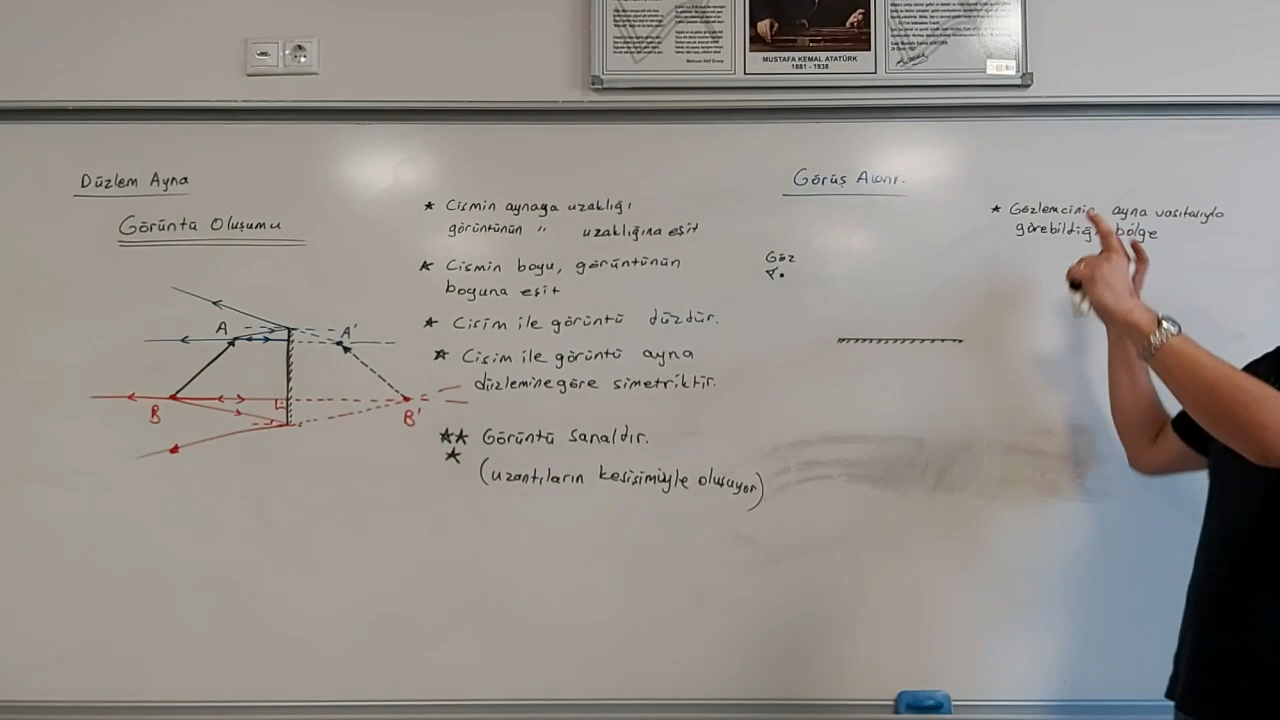 MUSTAFA KEMAL ATATÜRK
1881 - 1938
Düzlem Ayna
Görüntü Oluşumu
A
A'
B
B'
★ Cismin aynaya uzaklığı
görüntünün " uzaklığına eşit
★ Cismin boyu, görüntünün
boyuna eşit
★ Cisim ile görüntü düzdür.
★ Cisim ile görüntü ayna
düzlemine göre simetriktir.
★★★ Görüntü sanaldır.
(uzantıların kesişimiyle oluşuyor)
Görüş Alanı.
Göz
★ Gözlemcinin ayna vasıtasıyla
görebildiği bölge